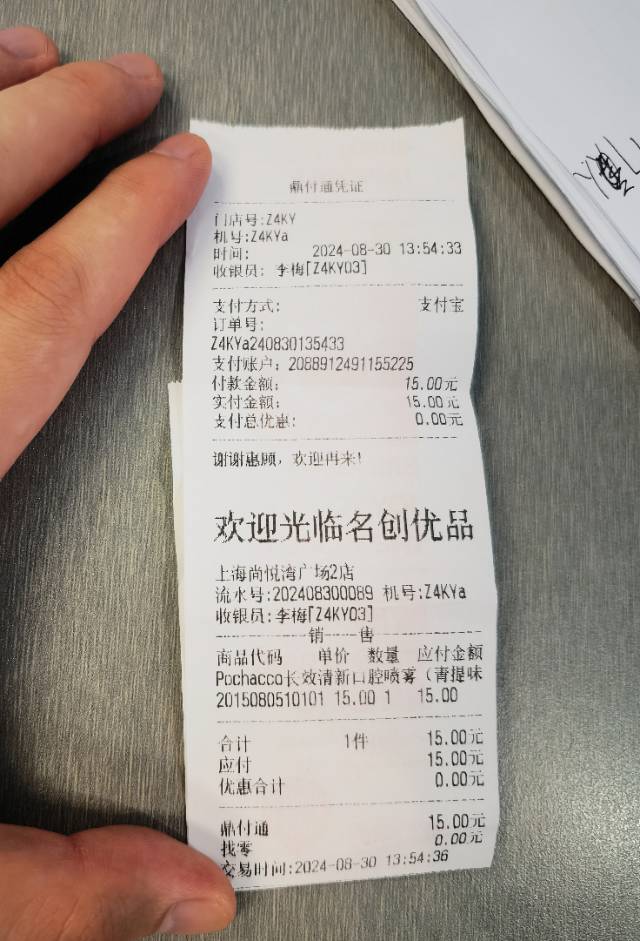 鼎付通凭证
门店号:Z4KY
机号:Z4KYa
时间: 2024-08-30 13:54:33
收银员: 李梅[Z4KY03]
支付方式: 支付宝
订单号:
Z4KYa240830135433
支付账户: 2088912491155225
付款金额: 15.00元
实付金额: 15.00元
支付总优惠: 0.00元
谢谢惠顾，欢迎再来!
欢迎光临名创优品
上海尚悦湾广场2店
流水号:202408300089 机号:Z4KYa
收银员:李梅[Z4KY03]
销 售
商品代码 单价 数量 应付金额
Pochacco长效清新口腔喷雾（青提味
2015080510101 15.00 1 15.00
合计 1件 15.00元
应付 15.00元
优惠合计 0.00元
鼎付通 15.00元
找零 0.00元
交易时间:2024-08-30 13:54:36